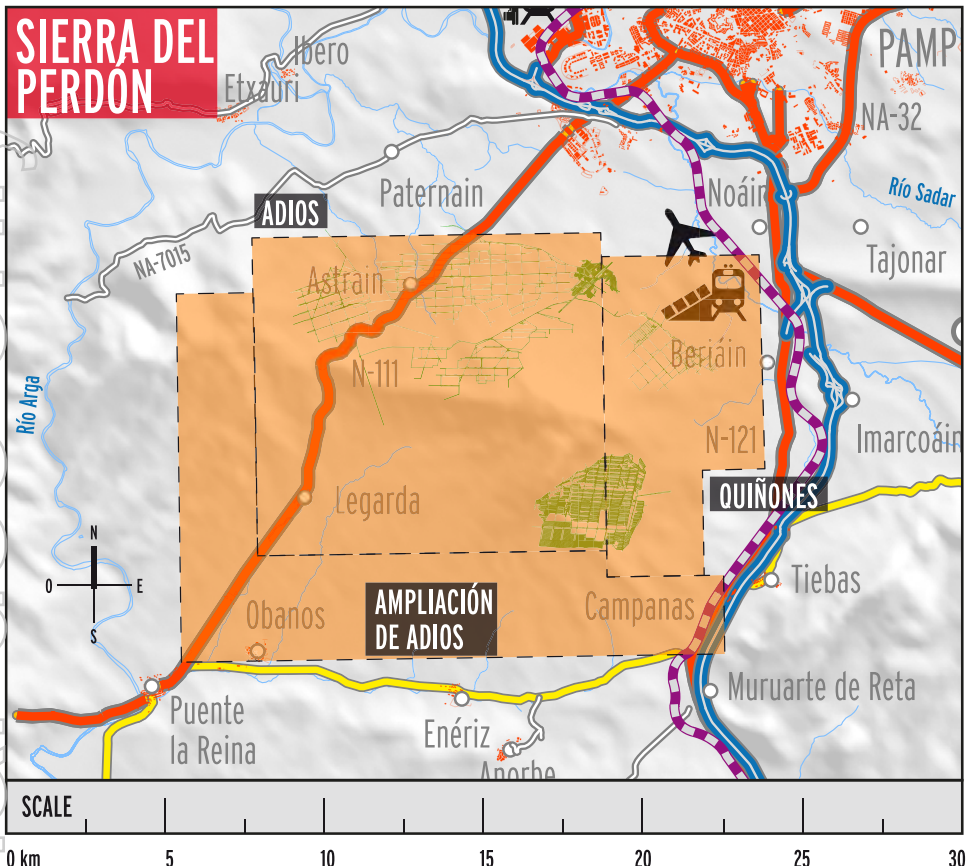 SIERRA DEL
PERDÓN
Ibero
Etxauri
PAMP
NA-32
Paternain
ADIOS
Noáin
Río Sadar
NA-7015
Tajonar
Astrain
N-111
Beriáin
Río Arga
N-121
Imarcoáin
Legarda
QUIÑONES
N
O
E
S
Tiebas
Obanos
AMPLIACIÓN
DE ADIOS
Campanas
Puente
la Reina
Muruarte de Reta
Enériz
Anorbe
SCALE
0 km
5
10
15
20
25
30